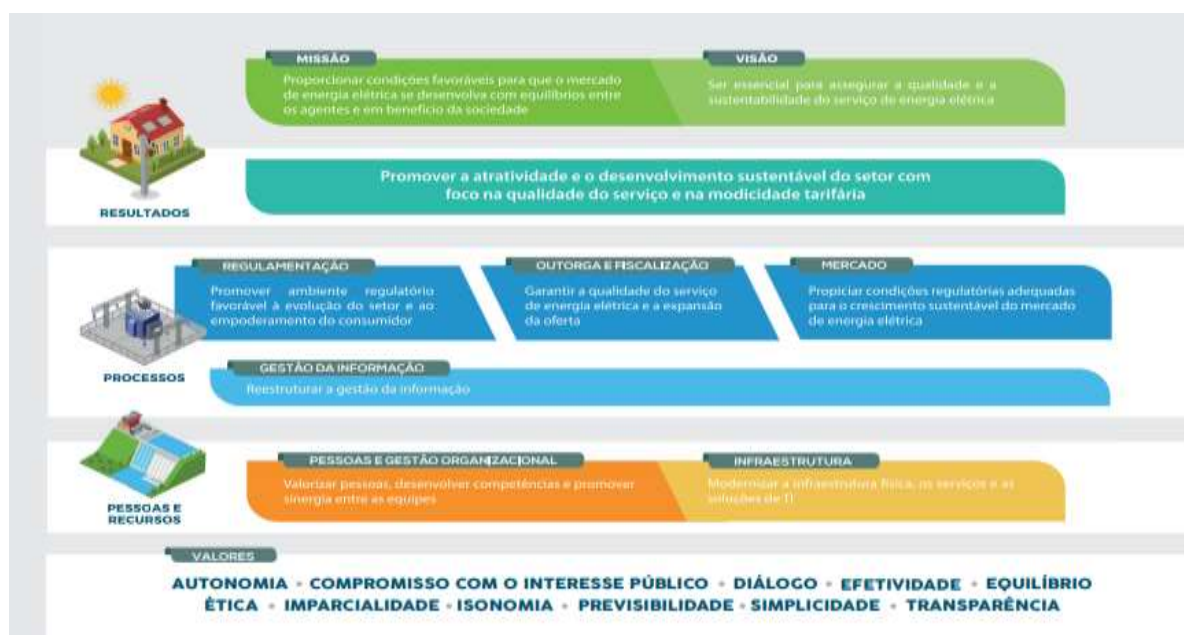 MISSÃO
Proporcionar condições favoráveis para que o mercado
de energia elétrica se desenvolva com equilíbrios entre
os agentes e em benefício da sociedade
VISÃO
Ser essencial para assegurar a qualidade e a
sustentabilidade do serviço de energia elétrica
RESULTADOS
Promover a atratividade e o desenvolvimento sustentável do setor com
foco na qualidade do serviço e na modicidade tarifária
PROCESSOS
REGULAMENTAÇÃO
Promover ambiente regulatório
favorável à evolução do setor e ao
empoderamento do consumidor
OUTORGA E FISCALIZAÇÃO
Garantir a qualidade do serviço
de energia elétrica e a expansão
da oferta
MERCADO
Propiciar condições regulatórias adequadas
para o crescimento sustentável do mercado
de energia elétrica
GESTÃO DA INFORMAÇÃO
Reestruturar a gestão da informação
PESSOAS E
RECURSOS
PESSOAS E GESTÃO ORGANIZACIONAL
Valorizar pessoas, desenvolver competências e promover
sinergia entre as equipes
INFRAESTRUTURA
Modernizar a infraestrutura física, os serviços e as
soluções de TI
VALORES
AUTONOMIA • COMPROMISSO COM O INTERESSE PÚBLICO • DIÁLOGO • EFETIVIDADE • EQUILÍBRIO
ÉTICA • IMPARCIALIDADE • ISONOMIA • PREVISIBILIDADE • SIMPLICIDADE • TRANSPARÊNCIA